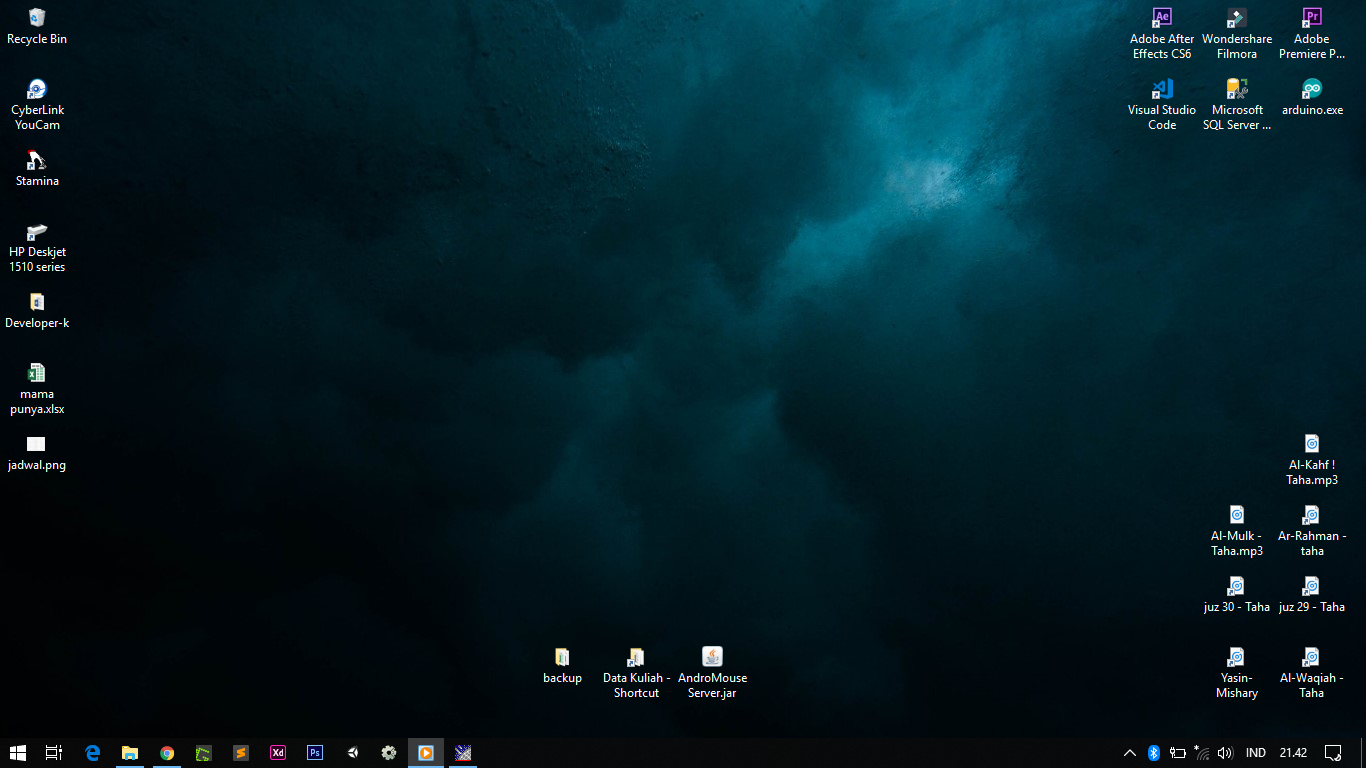 Recycle Bin
CyberLink
YouCam
Stamina
HP Deskjet
1510 series
Developer-k
mama
punya.xlsx
jadwal.png
Ae
Adobe After
Effects CS6
Wondershare
Filmora
Pr
Adobe
Premiere P...
Visual Studio
Code
Microsoft
SQL Server ...
arduino.exe
Al-Kahf !
Taha.mp3
Al-Mulk -
Taha.mp3
Ar-Rahman -
taha
juz 30 - Taha
juz 29 - Taha
Yasin-
Mishary
Al-Waqiah -
Taha
backup
Data Kuliah -
Shortcut
AndroMouse
Server.jar
Xd
Ps
IND
21.42